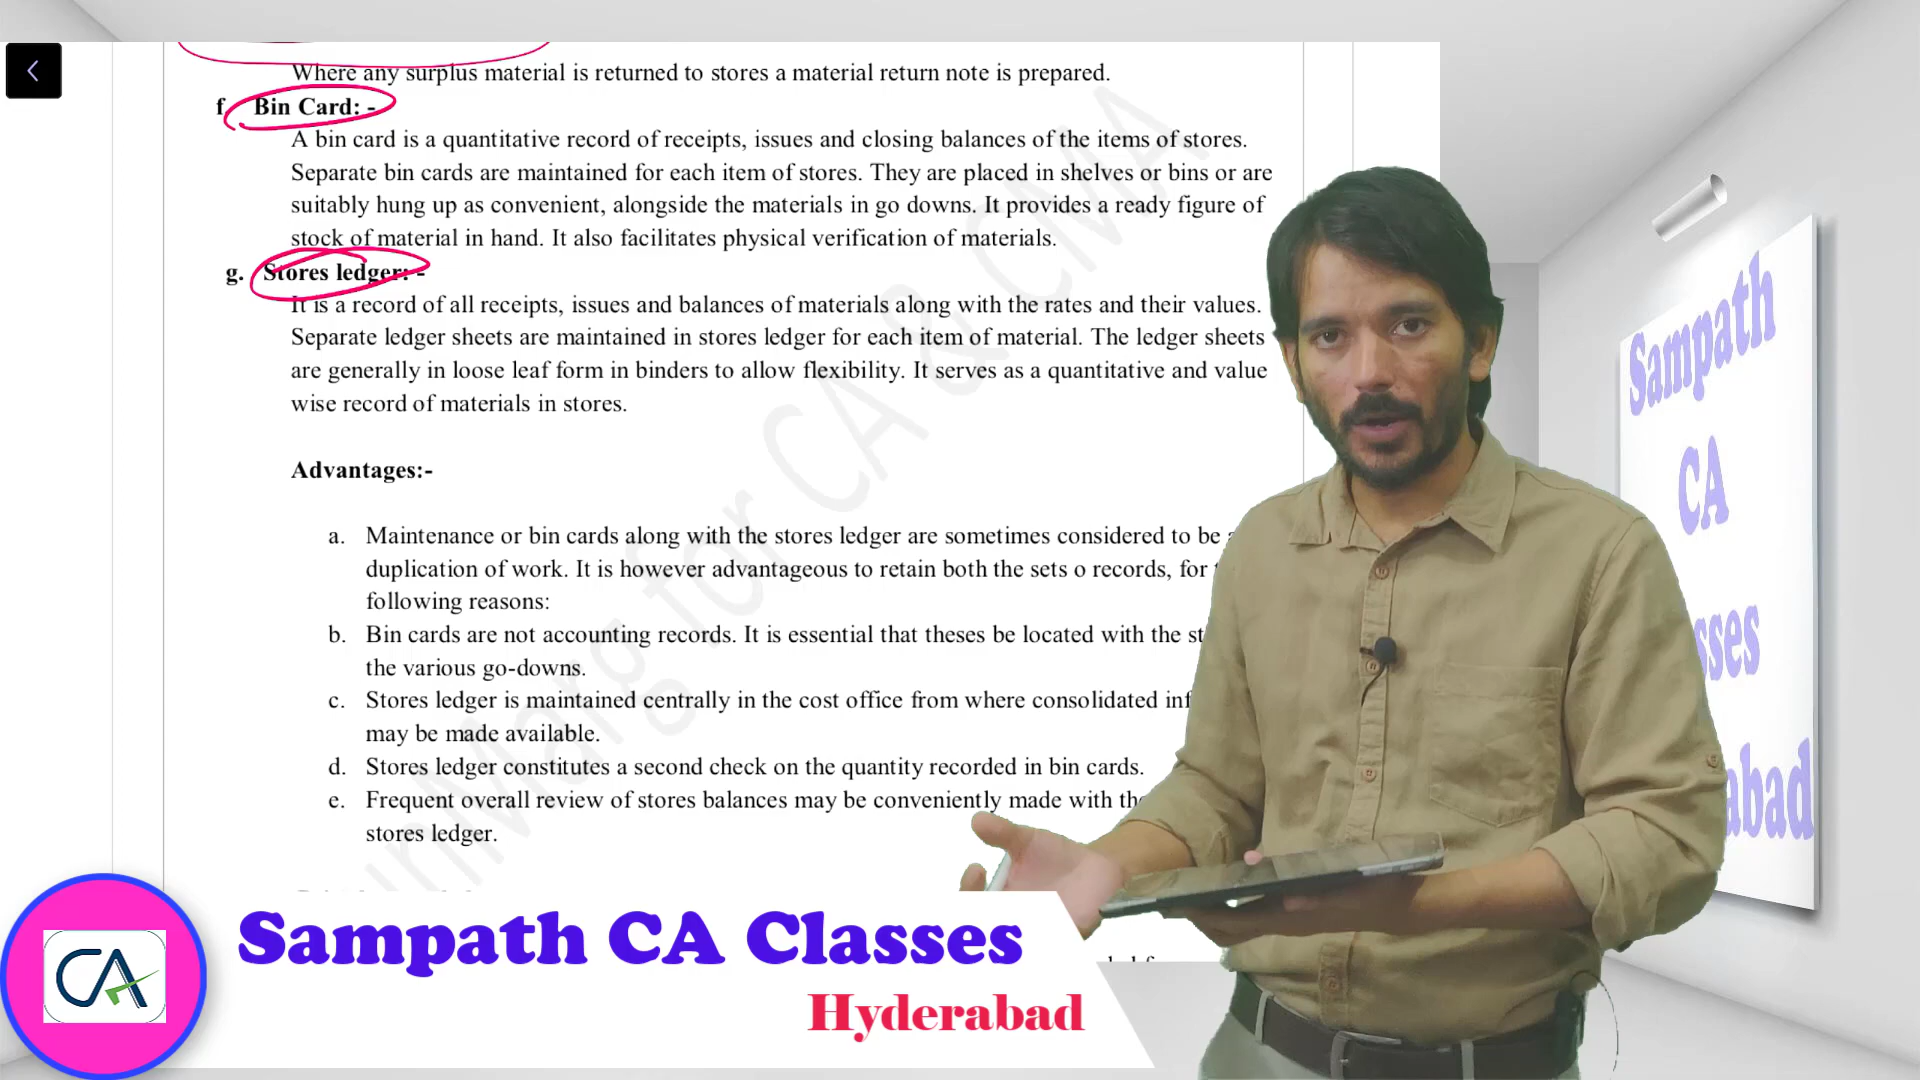 Where any surplus material is returned to stores a material return note is prepared.
f. Bin Card: -
A bin card is a quantitative record of receipts, issues and closing balances of the items of stores.
Separate bin cards are maintained for each item of stores. They are placed in shelves or bins or are
suitably hung up as convenient, alongside the materials in go downs. It provides a ready figure of
stock of material in hand. It also facilitates physical verification of materials.
g. Stores ledger: -
It is a record of all receipts, issues and balances of materials along with the rates and their values.
Separate ledger sheets are maintained in stores ledger for each item of material. The ledger sheets
are generally in loose leaf form in binders to allow flexibility. It serves as a quantitative and value
wise record of materials in stores.
Advantages:-
a. Maintenance or bin cards along with the stores ledger are sometimes considered to be
duplication of work. It is however advantageous to retain both the sets o records, for
following reasons:
b. Bin cards are not accounting records. It is essential that theses be located with the
the various go-downs.
c. Stores ledger is maintained centrally in the cost office from where consolidated
may be made available.
d. Stores ledger constitutes a second check on the quantity recorded in bin cards.
e. Frequent overall review of stores balances may be conveniently made with the
stores ledger.
Marg for CA & CMA
Sampath
CA
sses
abad
CA
Sampath CA Classes
Hyderabad